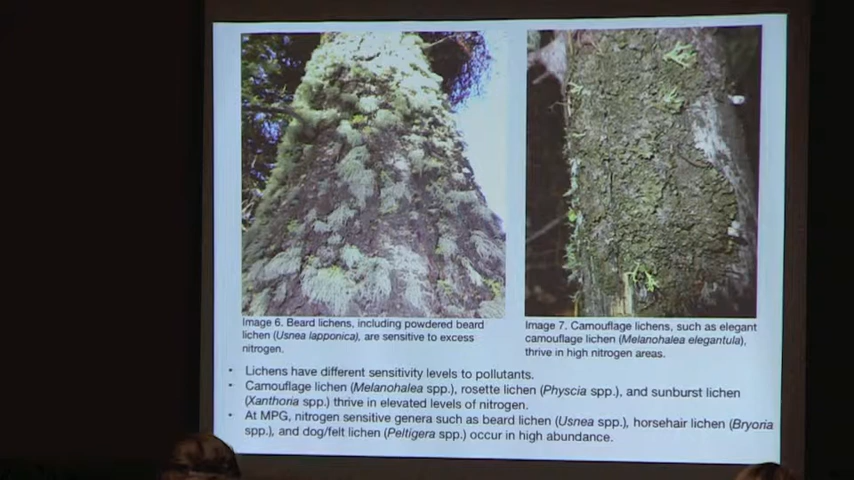 Image 6. Beard lichens, including powdered beard
lichen (Usnea lapponica), are sensitive to excess
nitrogen.
Image 7. Camouflage lichens, such as elegant
camouflage lichen (Melanohalea elegantula),
thrive in high nitrogen areas.
• Lichens have different sensitivity levels to pollutants.
• Camouflage lichen (Melanohalea spp.), rosette lichen (Physcia spp.), and sunburst lichen
(Xanthoria spp.) thrive in elevated levels of nitrogen.
• At MPG, nitrogen sensitive genera such as beard lichen (Usnea spp.), horsehair lichen (Bryoria
spp.), and dog/felt lichen (Peltigera spp.) occur in high abundance.